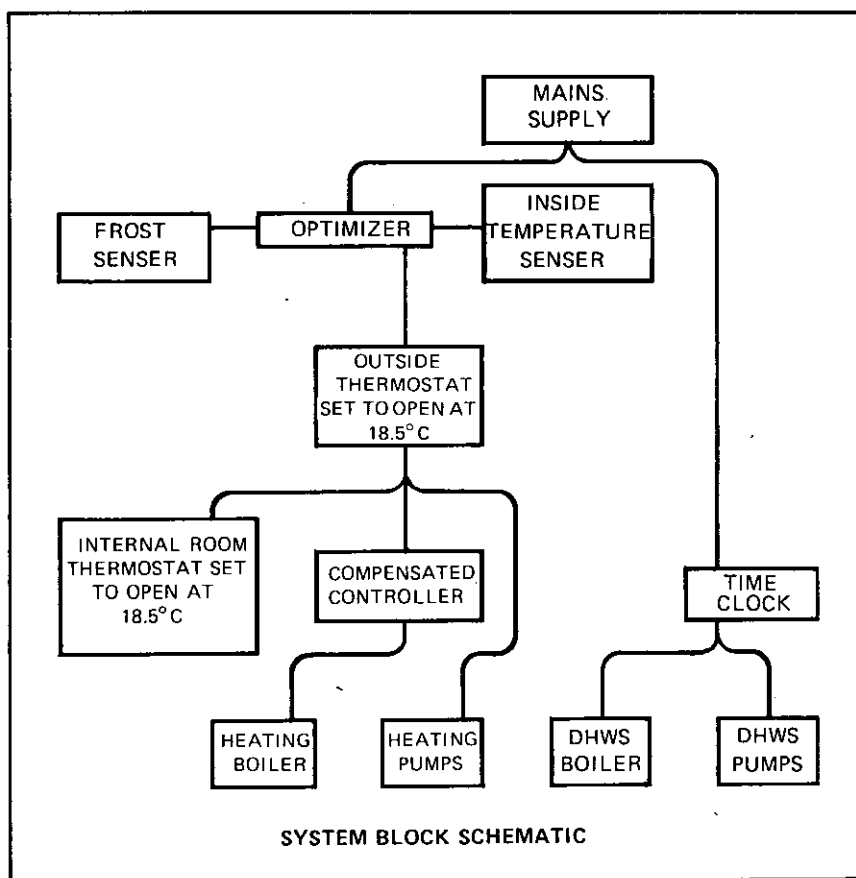 MAINS
SUPPLY
FROST
SENSER
OPTIMIZER
INSIDE
TEMPERATURE
SENSER
OUTSIDE
THERMOSTAT
SET TO OPEN AT
18.5°C
INTERNAL ROOM
THERMOSTAT SET
TO OPEN AT
18.5°C
COMPENSATED
CONTROLLER
TIME
CLOCK
HEATING
BOILER
HEATING
PUMPS
DHWS
BOILER
DHWS
PUMPS
SYSTEM BLOCK SCHEMATIC